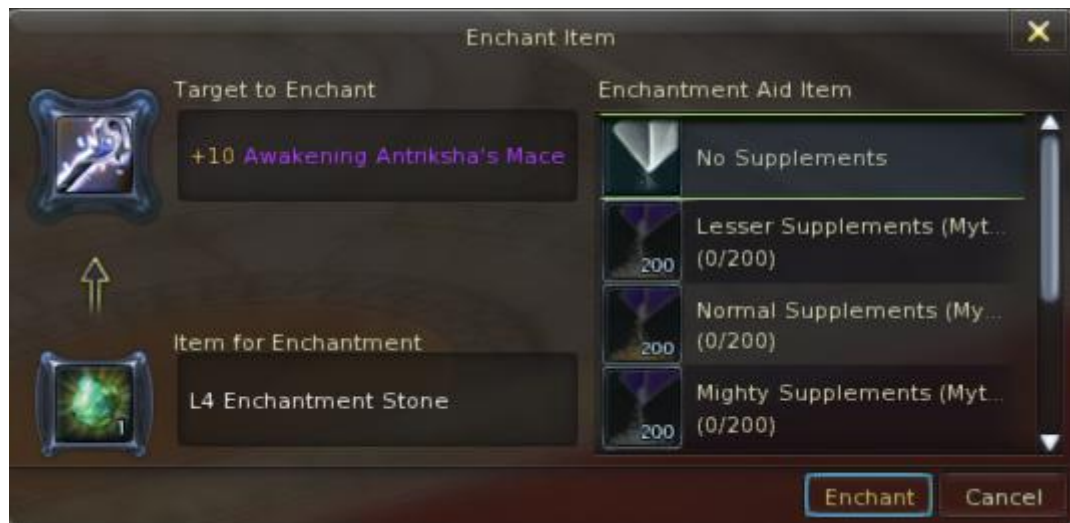 Enchant Item
Target to Enchant
+10 Awakening Antriksha's Mace
Item for Enchantment
L4 Enchantment Stone
1
Enchantment Aid Item
No Supplements
Lesser Supplements (Myt...
(0/200)
200
Normal Supplements (My...
(0/200)
200
Mighty Supplements (Myt...
(0/200)
200
Enchant
Cancel